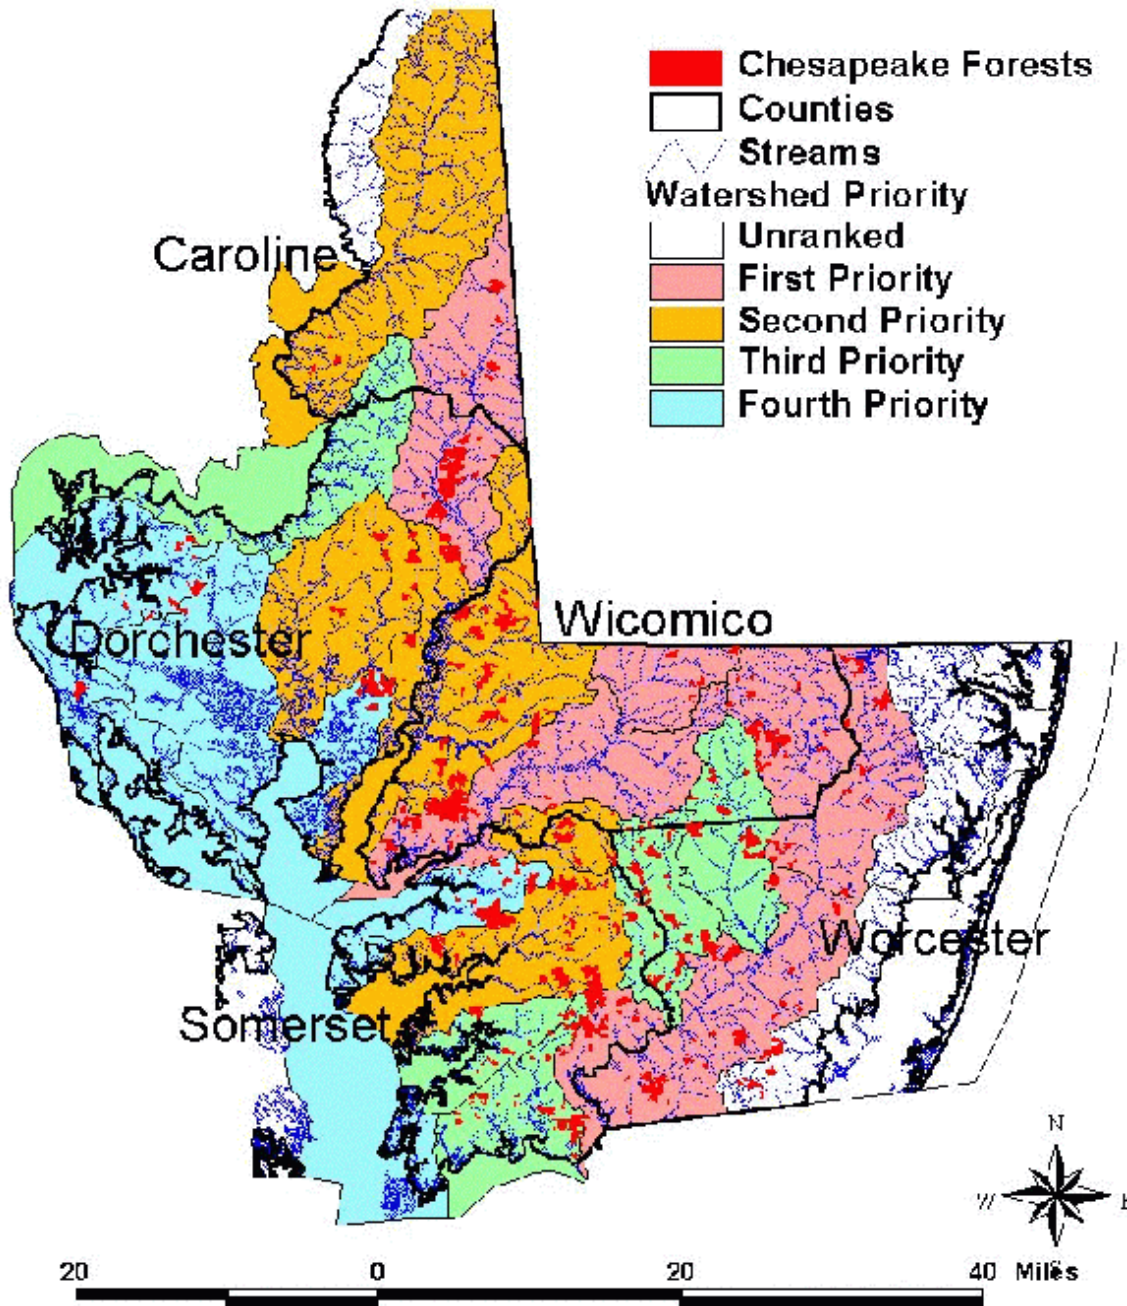 Chesapeake Forests
Counties
Streams
Watershed Priority
Unranked
First Priority
Second Priority
Third Priority
Fourth Priority
Caroline
Wicomico
Dorchester
Worcester
Somerset
N
W
E
S
20 0 20 40 Miles